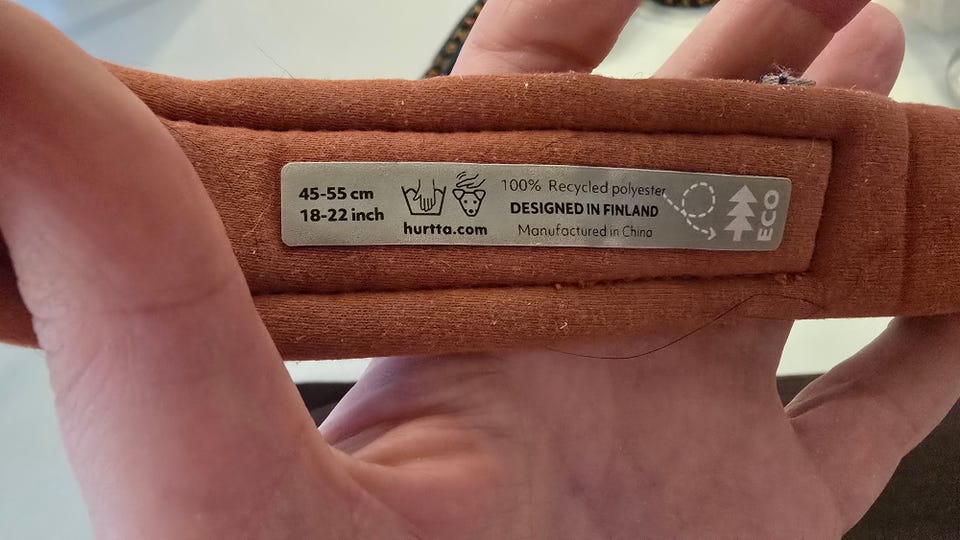 45-55 cm
18-22 inch
hurtta.com
100% Recycled polyester
DESIGNED IN FINLAND
Manufactured in China
ECO